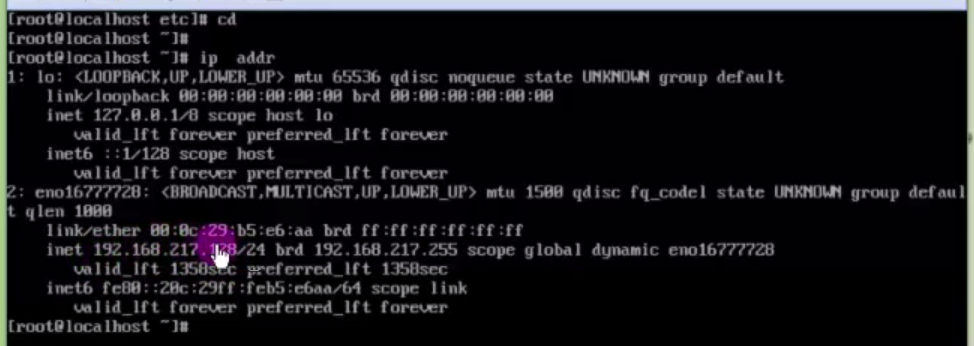 [root@localhost etc]# cd
[root@localhost ~]#
[root@localhost ~]# ip  addr
1: lo: <LOOPBACK,UP,LOWER_UP> mtu 65536 qdisc noqueue state UNKNOWN group default
    link/loopback 00:00:00:00:00:00 brd 00:00:00:00:00:00
    inet 127.0.0.1/8 scope host lo
       valid_lft forever preferred_lft forever
    inet6 ::1/128 scope host
       valid_lft forever preferred_lft forever
2: eno16777728: <BROADCAST,MULTICAST,UP,LOWER_UP> mtu 1500 qdisc fq_codel state UNKNOWN group defaul
t qlen 1000
    link/ether 00:0c:29:b5:e6:aa brd ff:ff:ff:ff:ff:ff
    inet 192.168.217.128/24 brd 192.168.217.255 scope global dynamic eno16777728
       valid_lft 1358sec preferred_lft 1358sec
    inet6 fe80::20c:29ff:feb5:e6aa/64 scope link
       valid_lft forever preferred_lft forever
[root@localhost ~]#